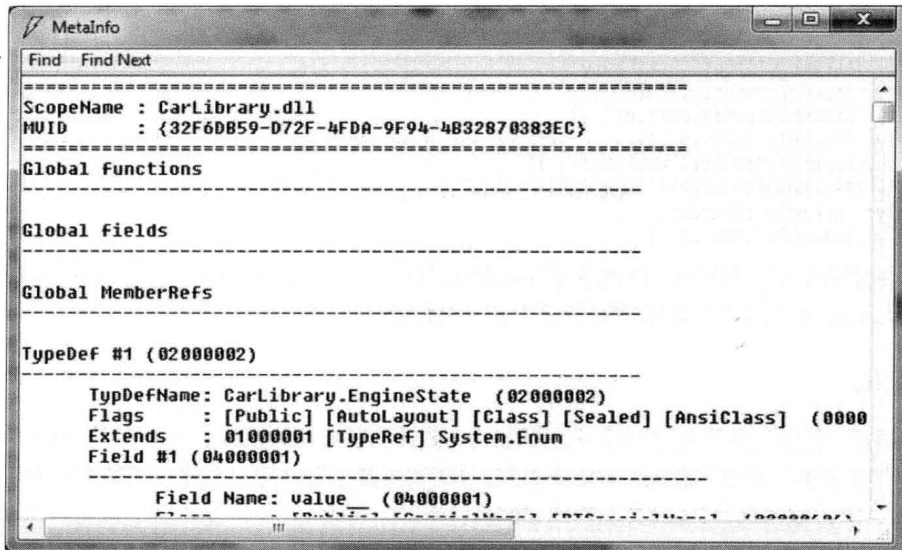 MetaInfo
Find Find Next
================================================================
ScopeName : CarLibrary.dll
MVID : {32F6DB59-D72F-4FDA-9F94-4B32870383EC}
================================================================
Global functions
----------------------------------------------------------------
Global fields
----------------------------------------------------------------
Global MemberRefs
----------------------------------------------------------------
TypeDef #1 (02000002)
----------------------------------------------------------------
TypDefName: CarLibrary.EngineState (02000002)
Flags : [Public] [AutoLayout] [Class] [Sealed] [AnsiClass] (0000
Extends : 01000001 [TypeRef] System.Enum
Field #1 (04000001)
----------------------------------------------------------------
Field Name: value__ (04000001)